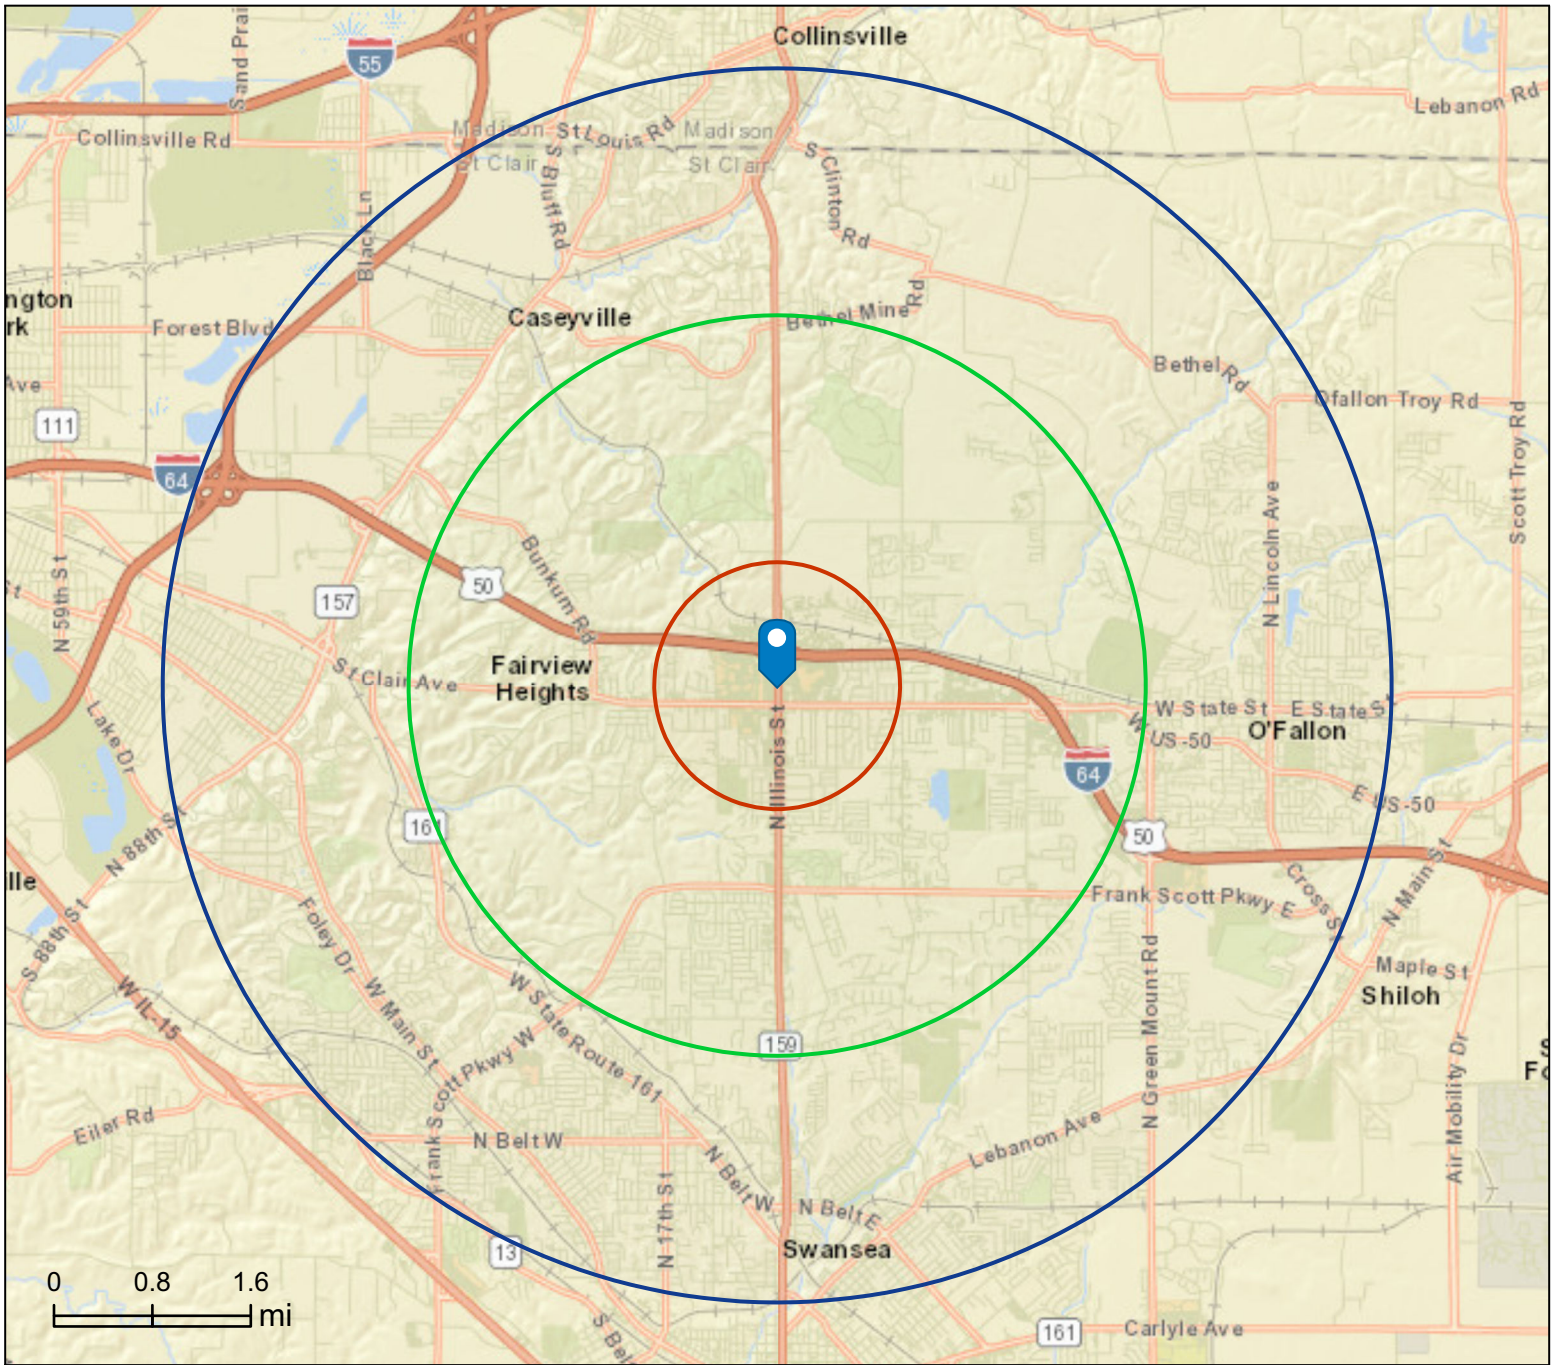 Collinsville
55
Sand Prai
Lebanon Rd
Collinsville Rd
Madison
St Louis Rd
Madison
St Clair
St Clair
S Bluff Rd
S Clinton Rd
Black Ln
ngton
rk
Forest Blvd
Caseyville
Bethel Mine Rd
Bethel Rd
Ofallon Troy Rd
Ave
111
64
Scott Troy Rd
N Lincoln Ave
N 59th St
St
157
50
Bunkum Rd
St Clair Ave
Fairview
Heights
N Illinois St
W State St
E State St
O'Fallon
W US-50
64
E US-50
Lake Dr
161
50
N 88th St
lle
S 88th St
Foley Dr
Frank Scott Pkwy E
Cross St
N Main St
Maple St
Shiloh
W IL-15
W Main St
W State Route 161
Frank Scott Pkwy W
159
N Green Mount Rd
Air Mobility Dr
S
Fo
Eiler Rd
N Belt W
Lebanon Ave
N Belt W
N Belt E
N 17th St
Swansea
13
0 0.8 1.6
mi
S Bel
161
Carlyle Ave